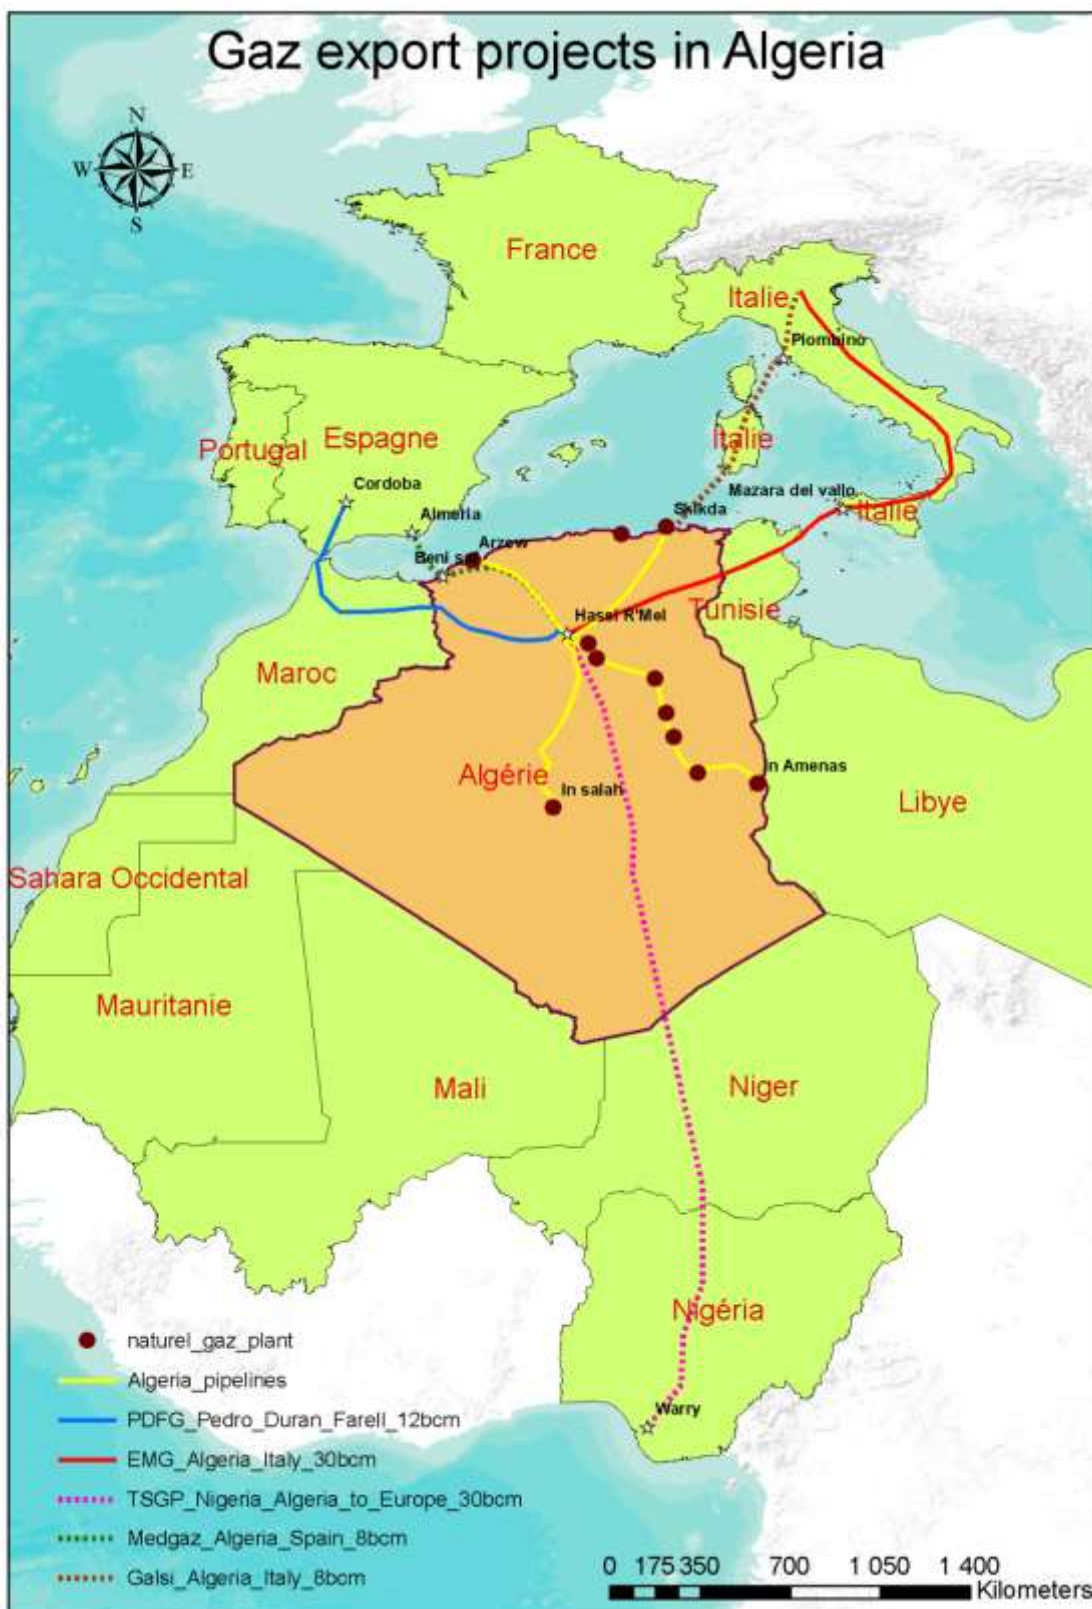 Gaz export projects in Algeria
N
W E
S
France
Italie
Piombino
Portugal
Espagne
Italie
Cordoba
Mazara del vallo
Almeria
Skikda
Italie
Arzew
Beni s
Hassi R'Mel
Tunisie
Maroc
Algérie
n Amenas
In salah
Libye
Sahara Occidental
Mauritanie
Mali
Niger
Nigéria
Warry
naturel_gaz_plant
Algeria_pipelines
PDFG_Pedro_Duran_Farell_12bcm
EMG_Algeria_Italy_30bcm
TSGP_Nigeria_Algeria_to_Europe_30bcm
Medgaz_Algeria_Spain_8bcm
Galsi_Algeria_Italy_8bcm
0 175 350 700 1 050 1 400
Kilometers